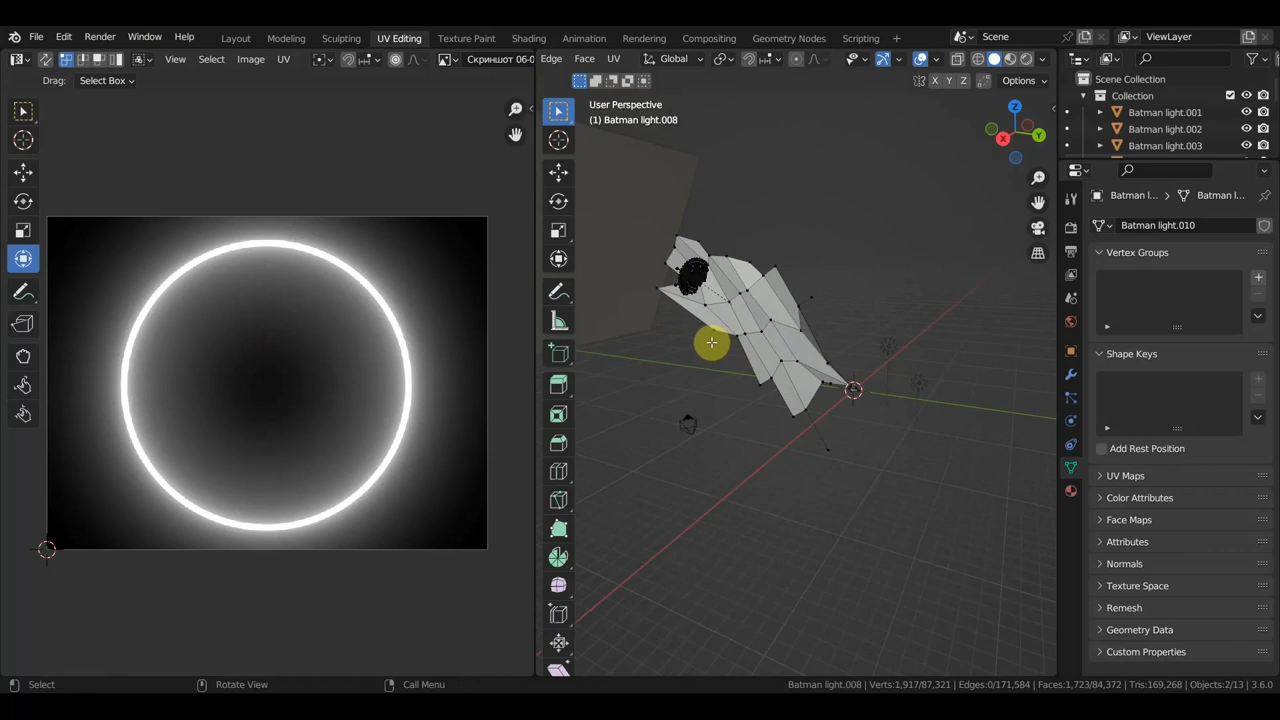 File Edit Render Window Help Layout Modeling Sculpting UV Editing Texture Paint Shading Animation Rendering Compositing Geometry Nodes Scripting Scene ViewLayer
View Select Image UV Скриншот 06-0 Edge Face UV Global
Drag: Select Box X Y Z Options
User Perspective
(1) Batman light.008
Z
Y
X
Scene Collection
Collection
Batman light.001
Batman light.002
Batman light.003
Batman l... Batman l...
Batman light.010
Vertex Groups
Shape Keys
Add Rest Position
UV Maps
Color Attributes
Face Maps
Attributes
Normals
Texture Space
Remesh
Geometry Data
Custom Properties
Select Rotate View Call Menu Batman light.008 | Verts:1,917/87,321 | Edges:0/171,584 | Faces:1,723/84,372 | Tris:169,268 | Objects:2/13 | 3.6.0